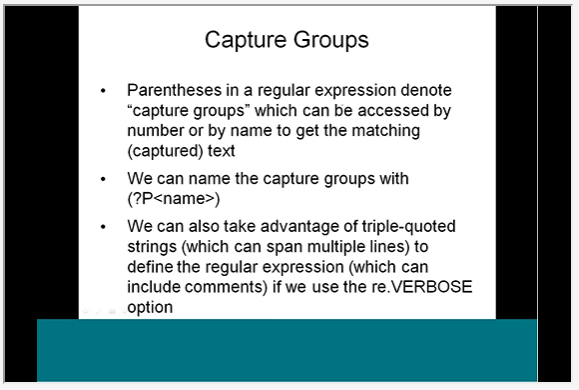 Capture Groups
• Parentheses in a regular expression denote
“capture groups” which can be accessed by
number or by name to get the matching
(captured) text
• We can name the capture groups with
(?P<name>)
• We can also take advantage of triple-quoted
strings (which can span multiple lines) to
define the regular expression (which can
include comments) if we use the re.VERBOSE
option